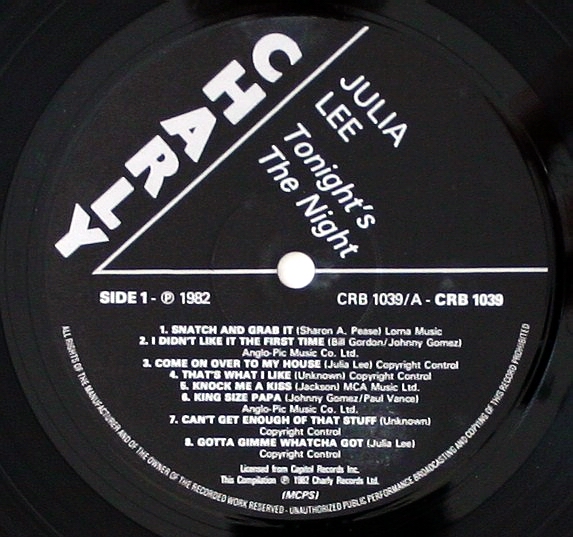 CHARLY
JULIA
LEE
Tonight's
The Night
SIDE 1 - ℗ 1982
CRB 1039/A - CRB 1039
1. SNATCH AND GRAB IT (Sharon A. Pease) Lorna Music
2. I DIDN'T LIKE IT THE FIRST TIME (Bill Gordon/Johnny Gomez)
Anglo-Pic Music Co. Ltd.
3. COME ON OVER TO MY HOUSE (Julia Lee) Copyright Control
4. THAT'S WHAT I LIKE (Unknown) Copyright Control
5. KNOCK ME A KISS (Jackson) MCA Music Ltd.
6. KING SIZE PAPA (Johnny Gomez/Paul Vance)
Anglo-Pic Music Co. Ltd.
7. CAN'T GET ENOUGH OF THAT STUFF (Unknown)
Copyright Control
8. GOTTA GIMME WHATCHA GOT (Julia Lee)
Copyright Control
Licensed from Capitol Records Inc.
This Compilation ℗ 1982 Charly Records Ltd.
(MCPS)
ALL RIGHTS OF THE MANUFACTURER AND OF THE OWNER OF THE RECORDED WORK RESERVED - UNAUTHORIZED PUBLIC PERFORMANCE BROADCASTING AND COPYING OF THIS RECORD PROHIBITED